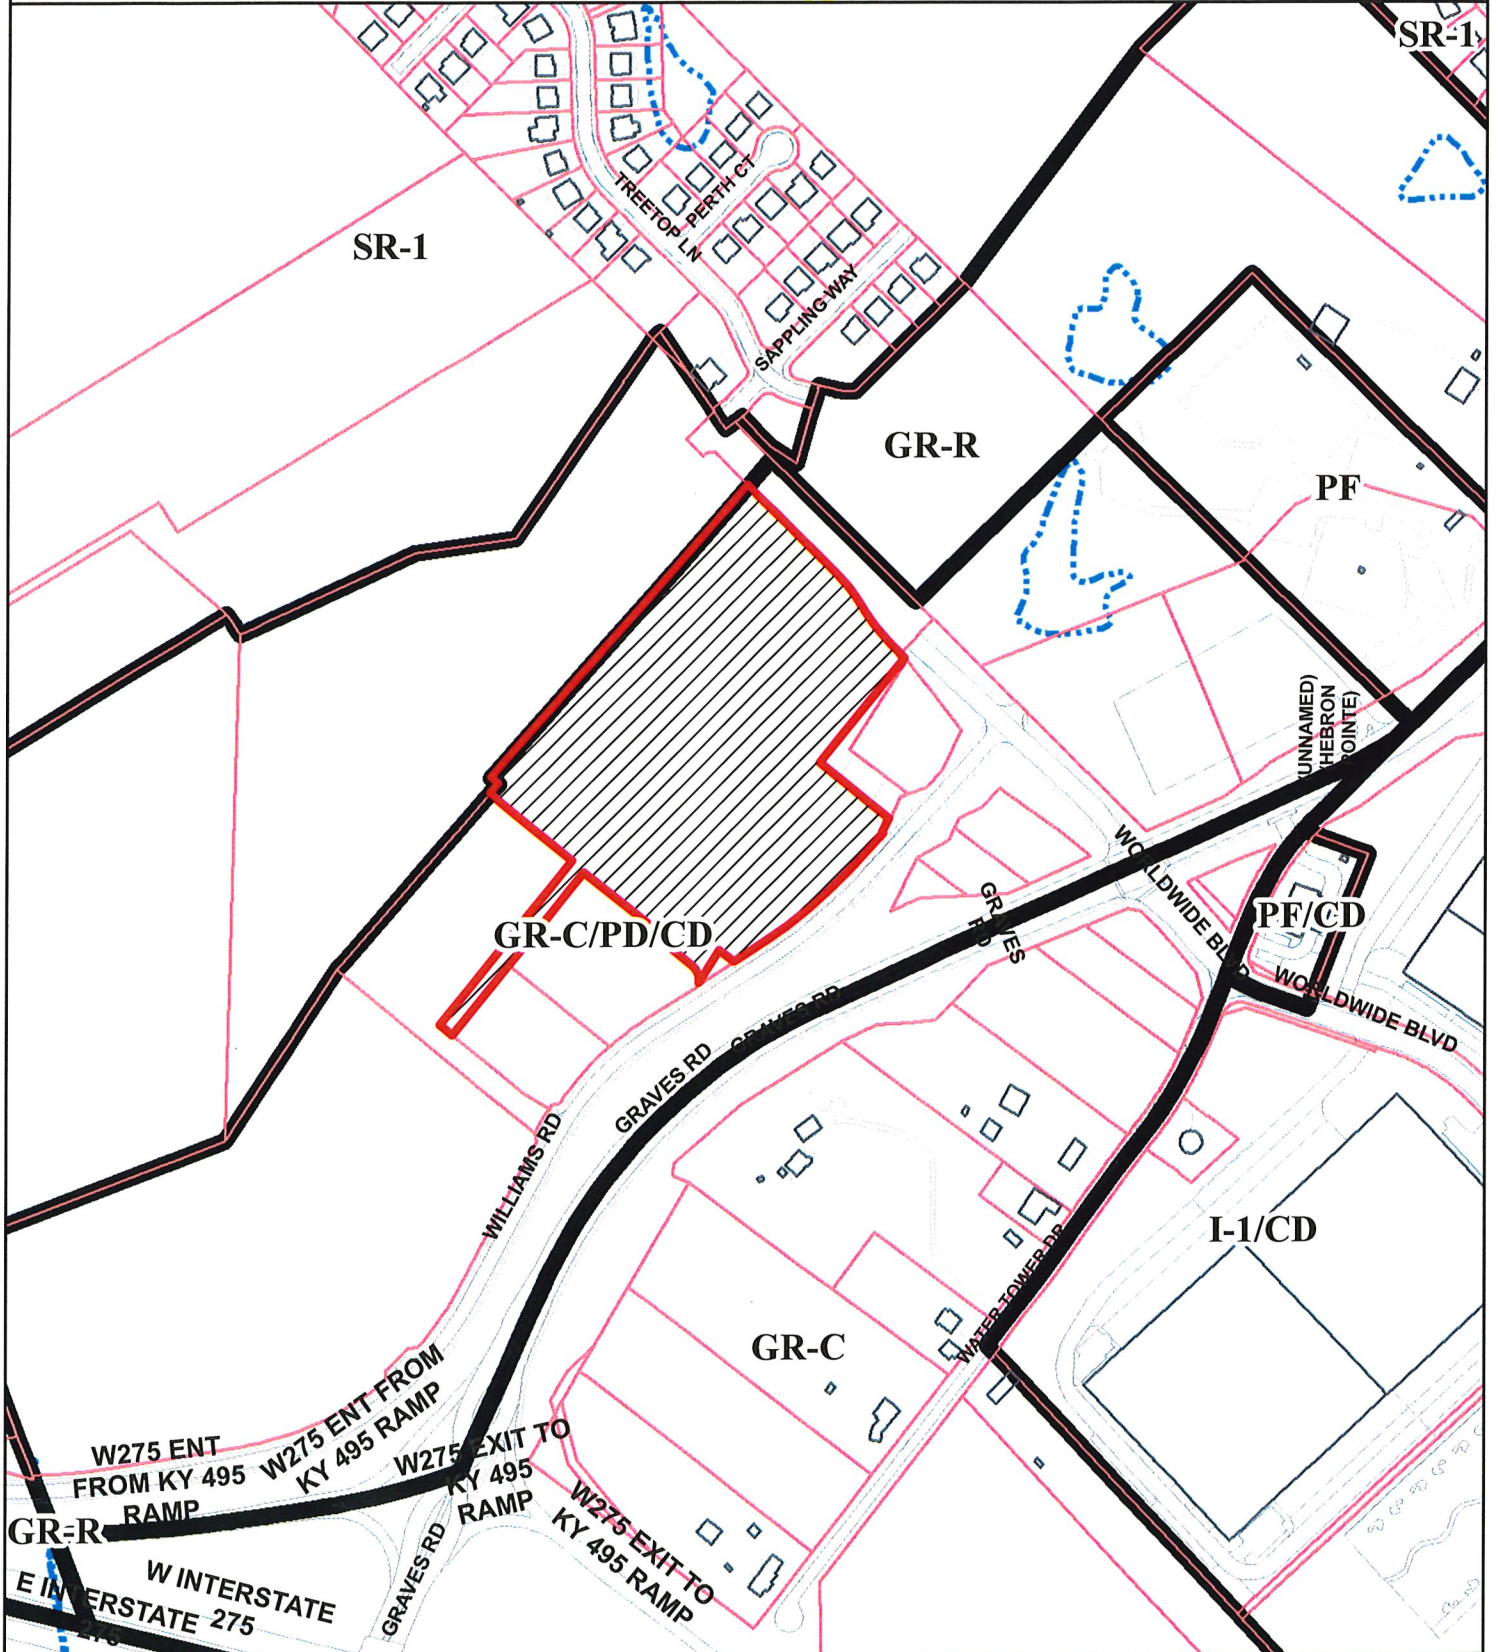 SR-1
SR-1
TREETOP LN
PERTH CT
SAPPLING WAY
GR-R
PF
(UNNAMED)
(HEBRON
POINTE)
WORLDWIDE BLVD
GRAVES
RD
PF/CD
WORLDWIDE BLVD
GR-C/PD/CD
GRAVES RD
GRAVES RD
WILLIAMS RD
WATER TOWER DR
I-1/CD
GR-C
W275 ENT
FROM KY 495
RAMP
W275 ENT FROM
KY 495 RAMP
W275 EXIT TO
KY 495
RAMP
W275 EXIT TO
KY 495 RAMP
GR-R
GRAVES RD
W INTERSTATE
275
E INTERSTATE
275